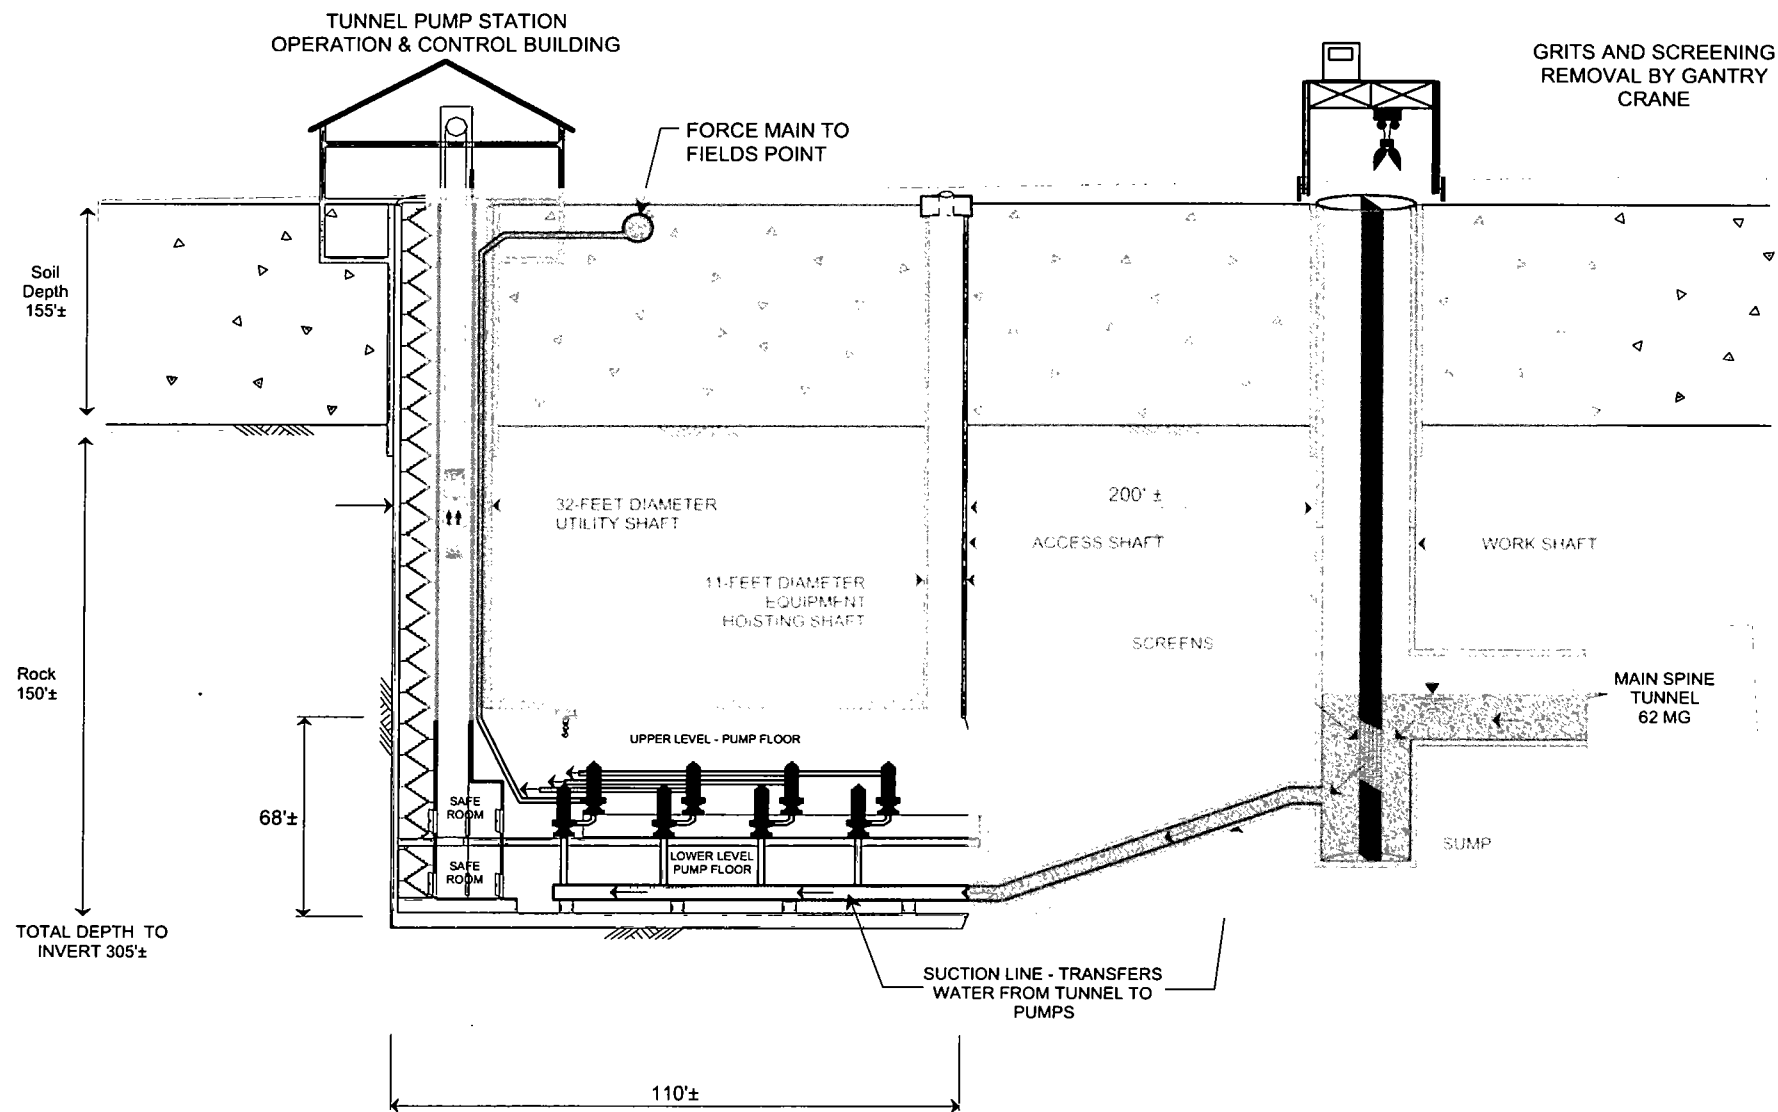 TUNNEL PUMP STATION
OPERATION & CONTROL BUILDING
GRITS AND SCREENING
REMOVAL BY GANTRY
CRANE
FORCE MAIN TO
FIELDS POINT
Soil
Depth
155'±
32-FEET DIAMETER
UTILITY SHAFT
200' ±
ACCESS SHAFT
WORK SHAFT
11-FEET DIAMETER
EQUIPMENT
HOISTING SHAFT
SCREENS
Rock
150'±
MAIN SPINE
TUNNEL
62 MG
UPPER LEVEL - PUMP FLOOR
68'±
SAFE
ROOM
SUMP
LOWER LEVEL
PUMP FLOOR
SAFE
ROOM
TOTAL DEPTH TO
INVERT 305'±
SUCTION LINE - TRANSFERS
WATER FROM TUNNEL TO
PUMPS
110'±